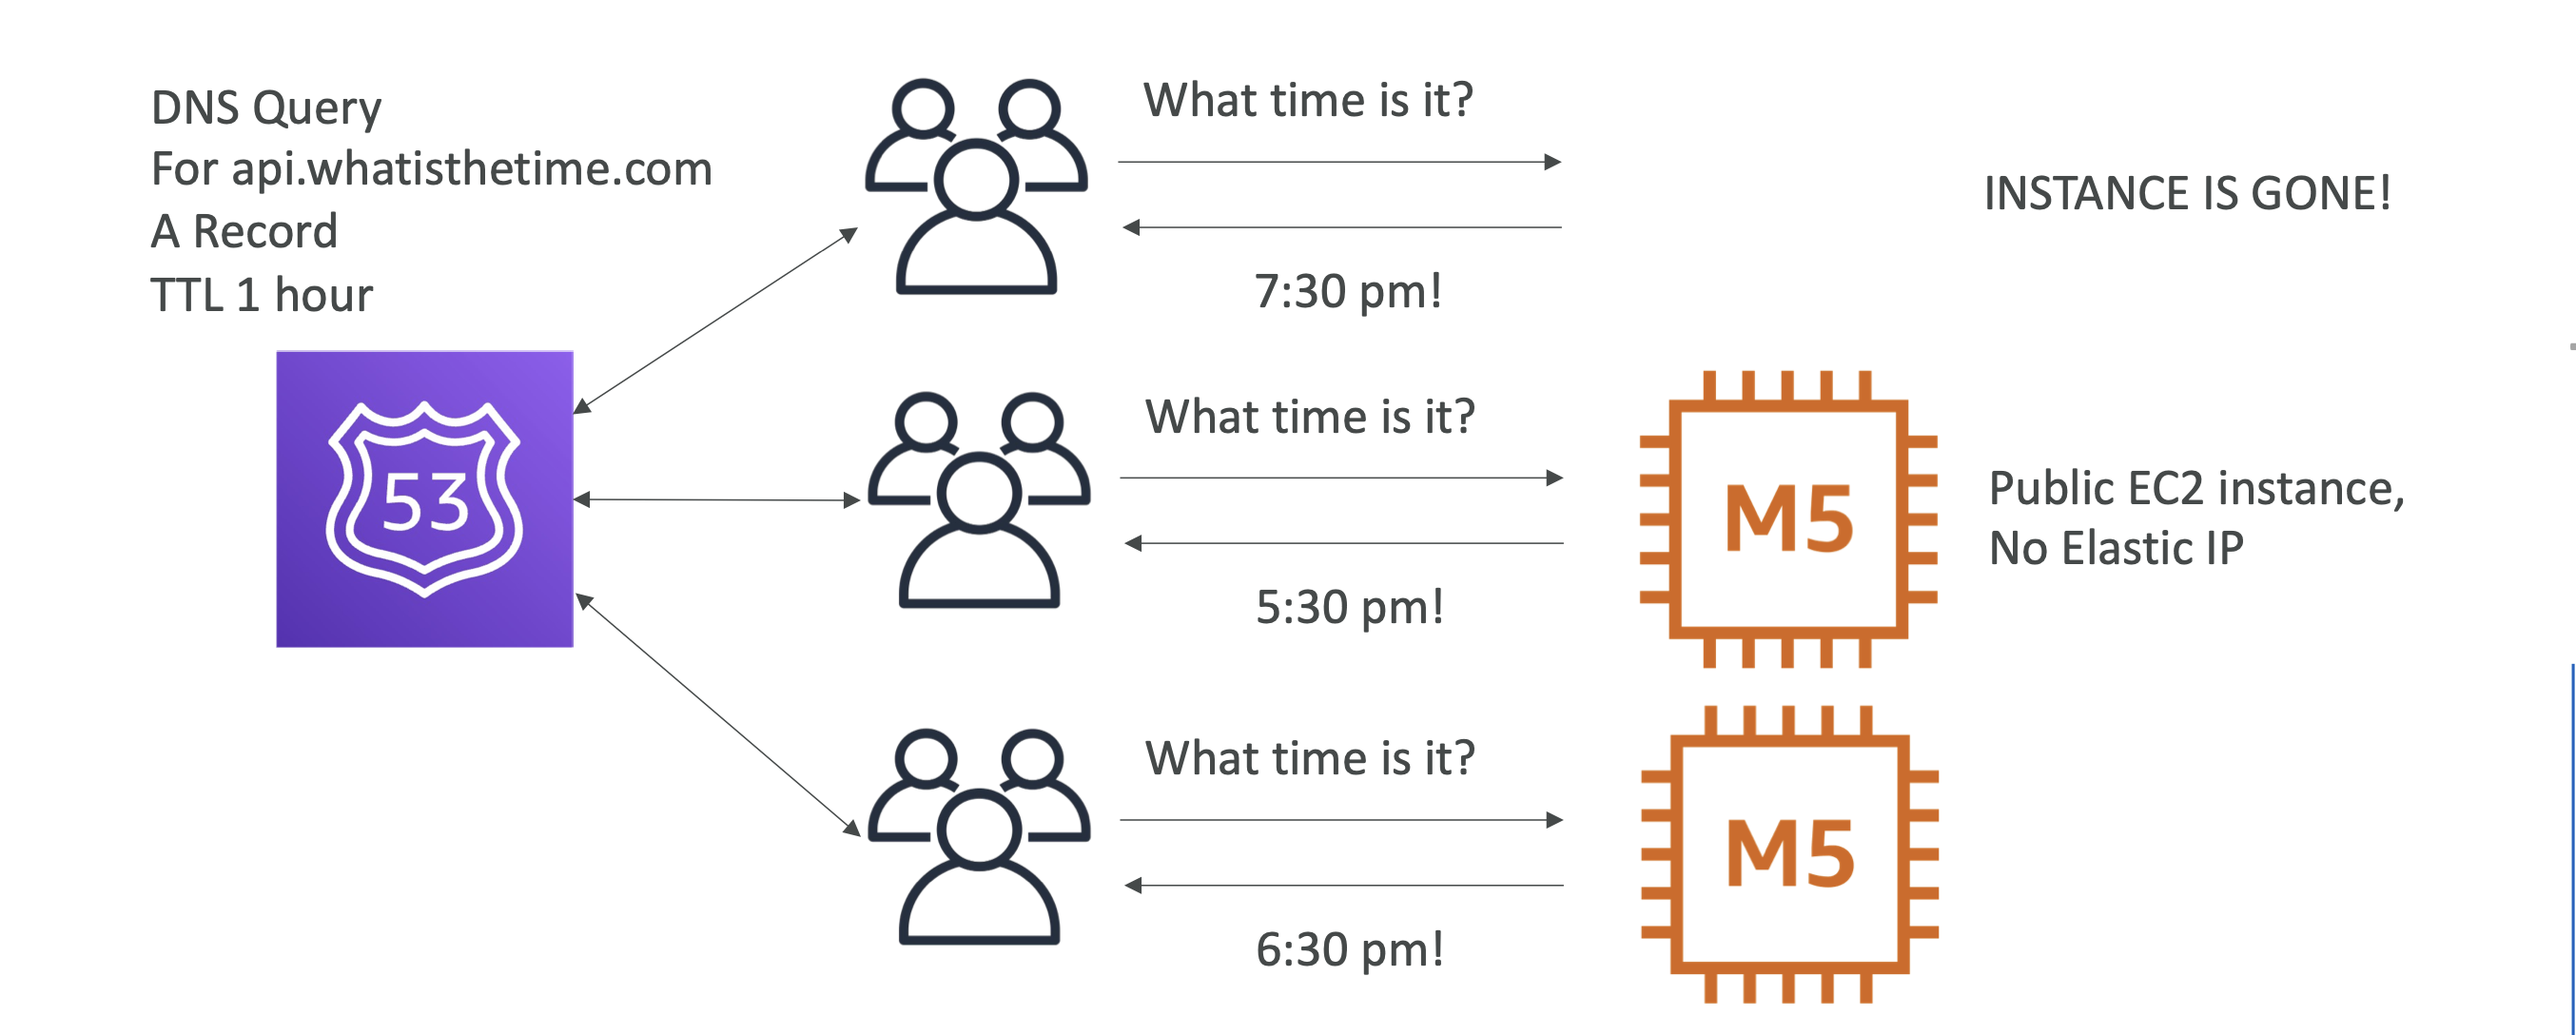 DNS Query
For api.whatisthetime.com
A Record
TTL 1 hour
53
What time is it?
7:30 pm!
INSTANCE IS GONE!
What time is it?
5:30 pm!
M5
Public EC2 instance,
No Elastic IP
What time is it?
6:30 pm!
M5